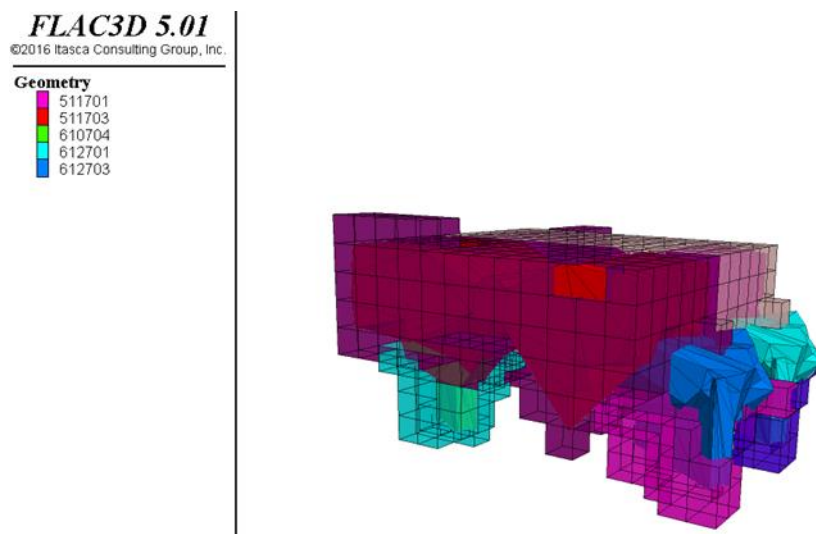 FLAC3D 5.01
©2016 Itasca Consulting Group, Inc.
Geometry
511701
511703
610704
612701
612703